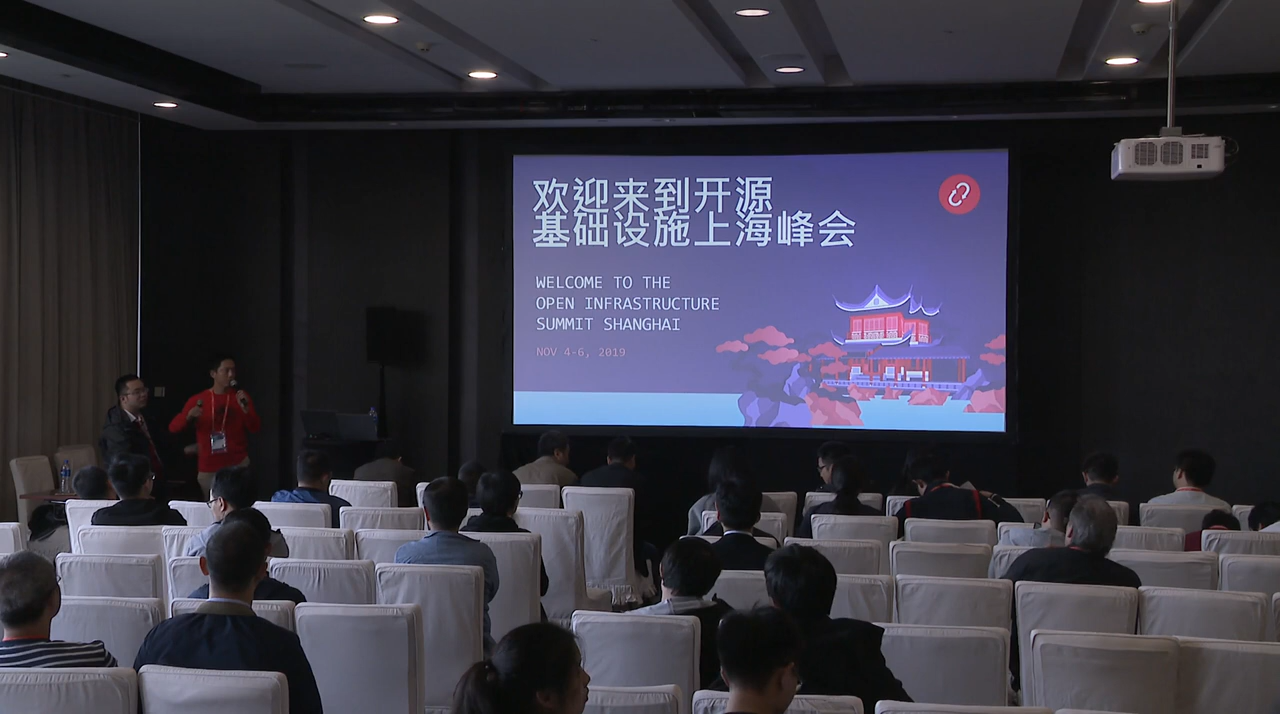 欢迎来到开源
基础设施上海峰会
WELCOME TO THE
OPEN INFRASTRUCTURE
SUMMIT SHANGHAI
NOV 4-6, 2019